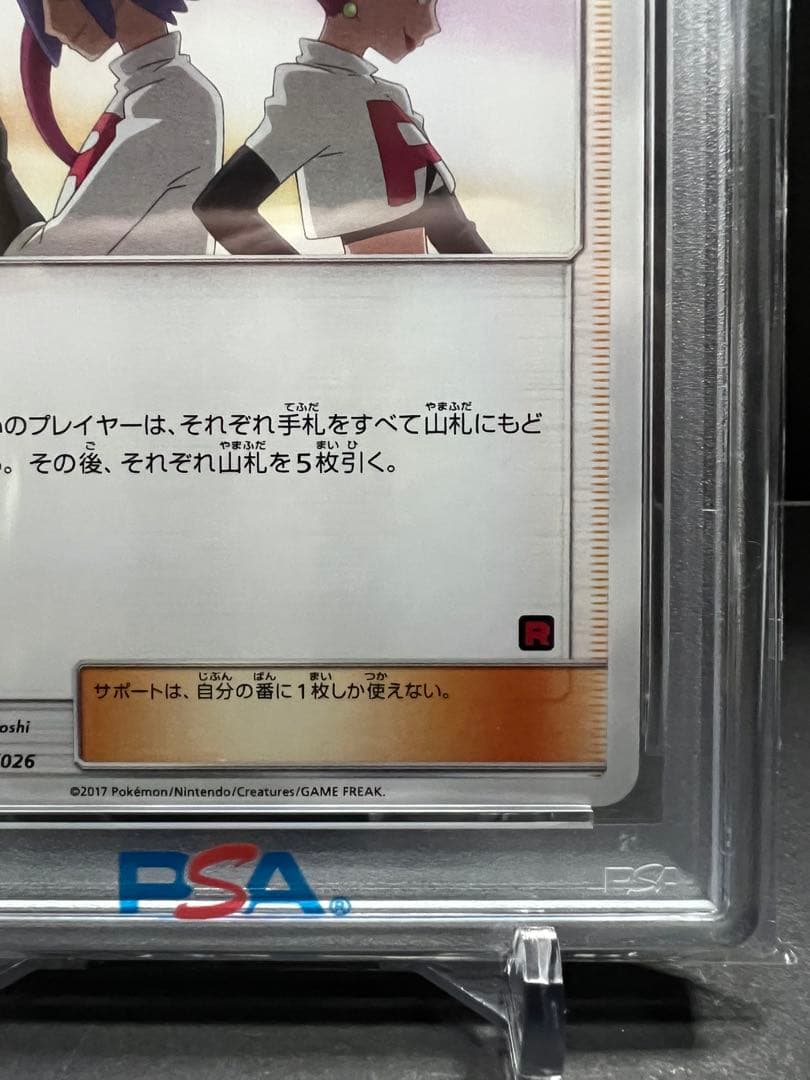 のプレイヤーは、それぞれ手札をすべて山札にもど
。その後、それぞれ山札を5枚引く。
R
サポートは、自分の番に1枚しか使えない。
oshi
026
©2017 Pokémon/Nintendo/Creatures/GAME FREAK.
PSA®
PSA